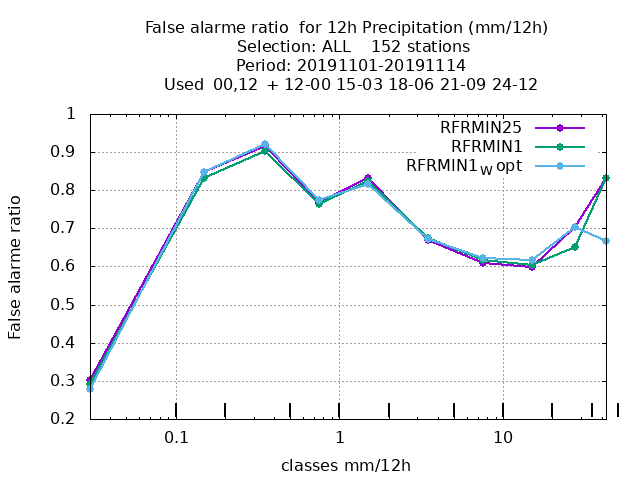 False alarme ratio  for 12h Precipitation (mm/12h)
Selection: ALL    152 stations
Period: 20191101-20191114
Used  00,12  + 12-00 15-03 18-06 21-09 24-12
RFRMIN25
RFRMIN1
RFRMIN1w opt
1
0.9
0.8
0.7
0.6
0.5
0.4
0.3
0.2
False alarme ratio
0.1
1
10
classes mm/12h